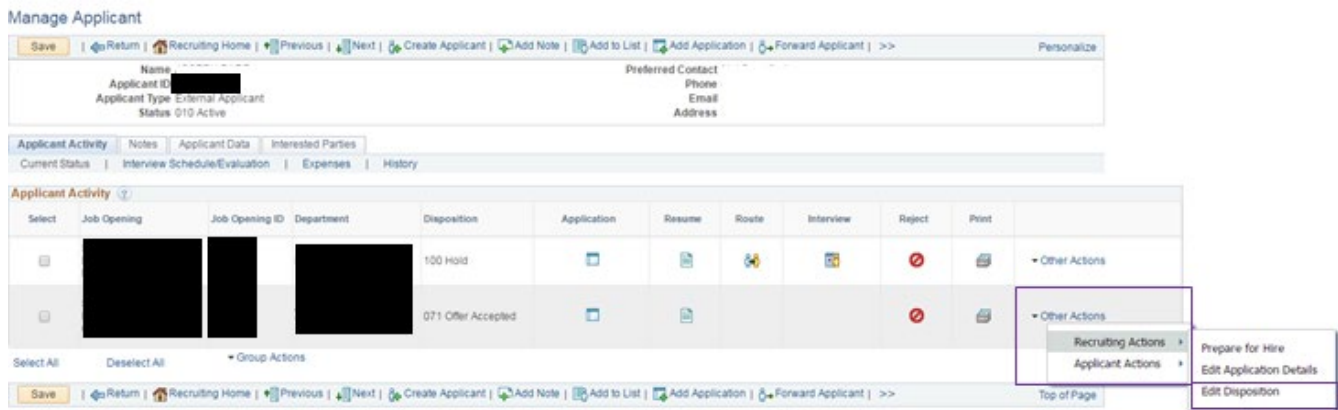 Manage Applicant
Save | Return | Recruiting Home | Previous | Next | Create Applicant | Add Note | Add to List | Add Application | Forward Applicant | >> Personalize
Name Preferred Contact
Applicant ID Phone
Applicant Type External Applicant Email
Status 010 Active Address
Applicant Activity Notes Applicant Data Interested Parties
Current Status | Interview Schedule/Evaluation | Expenses | History
Applicant Activity ?
Select Job Opening Job Opening ID Department Disposition Application Resume Route Interview Reject Print
100 Hold Other Actions
071 Offer Accepted Other Actions
Recruiting Actions Prepare for Hire
Applicant Actions Edit Application Details
Select All Deselect All Group Actions
Edit Disposition
Save | Return | Recruiting Home | Previous | Next | Create Applicant | Add Note | Add to List | Add Application | Forward Applicant | >> Top of Page